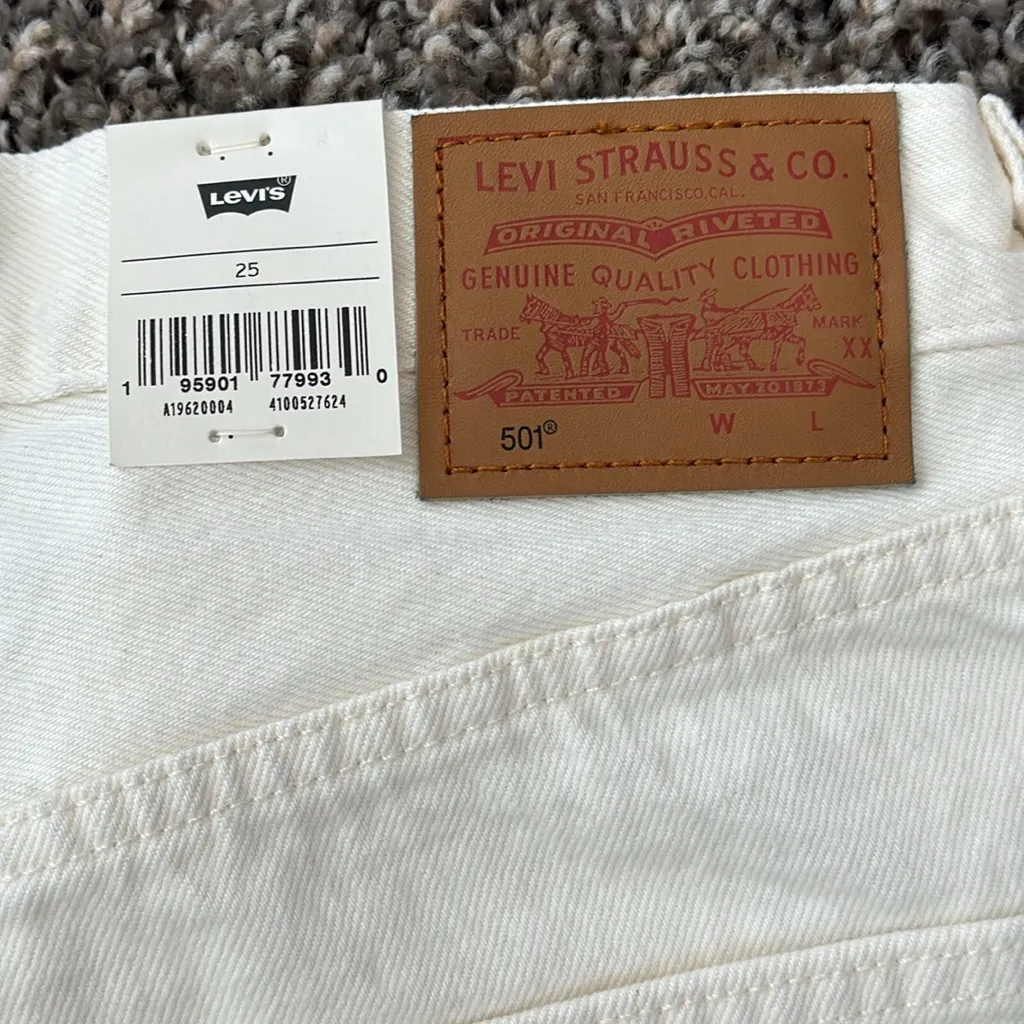 LEVI'S®
25
1 95901 77993 0
A19620004 4100527624
LEVI STRAUSS & CO.
SAN FRANCISCO, CAL.
ORIGINAL RIVETED
GENUINE QUALITY CLOTHING
TRADE MARK
XX
PATENTED MAY 20 1873
501® W L